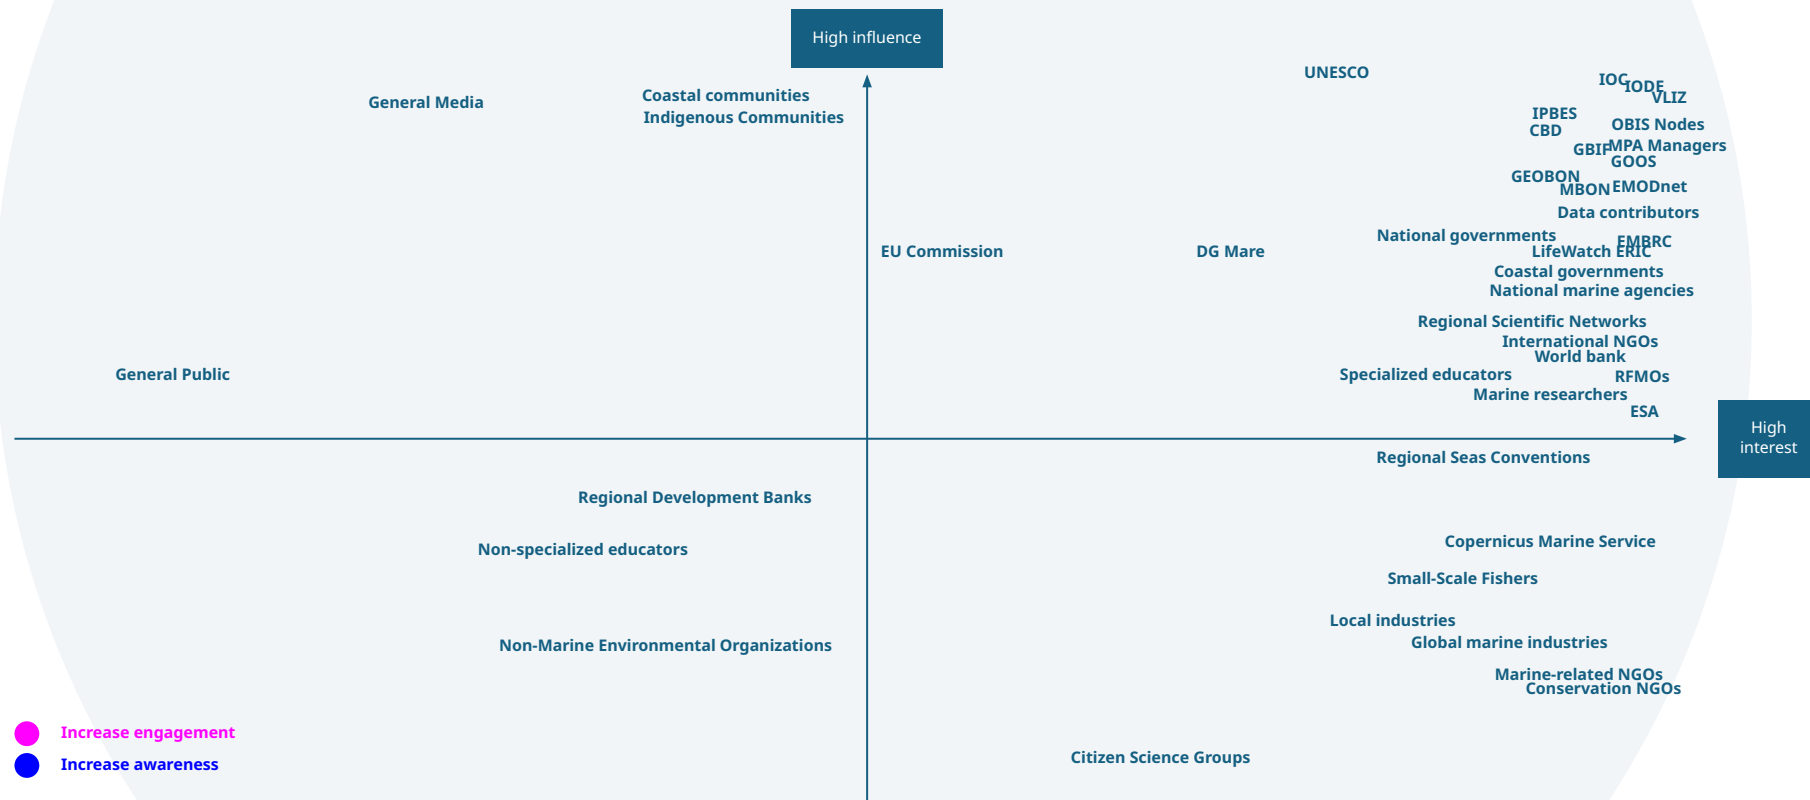 High influence
UNESCO
IOC
IODE
VLIZ
General Media
Coastal communities
Indigenous Communities
IPBES
CBD
OBIS Nodes
GBIF
MPA Managers
GOOS
GEOBON
MBON
EMODnet
Data contributors
National governments
EMBRC
EU Commission
DG Mare
LifeWatch ERIC
Coastal governments
National marine agencies
Regional Scientific Networks
International NGOs
World bank
General Public
Specialized educators
RFMOs
Marine researchers
ESA
High
interest
Regional Seas Conventions
Regional Development Banks
Non-specialized educators
Copernicus Marine Service
Small-Scale Fishers
Local industries
Non-Marine Environmental Organizations
Global marine industries
Marine-related NGOs
Conservation NGOs
Increase engagement
Increase awareness
Citizen Science Groups